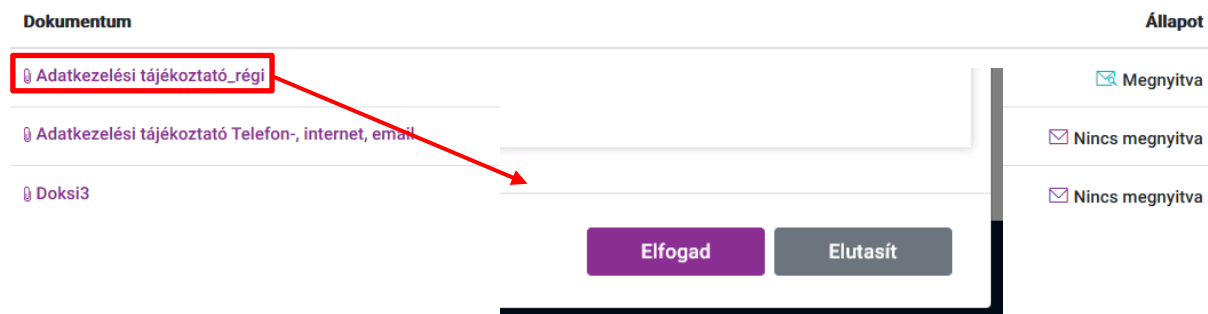 Dokumentum Állapot
Adatkezelési tájékoztató_régi Megnyitva
Adatkezelési tájékoztató Telefon-, internet, email Nincs megnyitva
Doksi3 Nincs megnyitva
Elfogad Elutasít